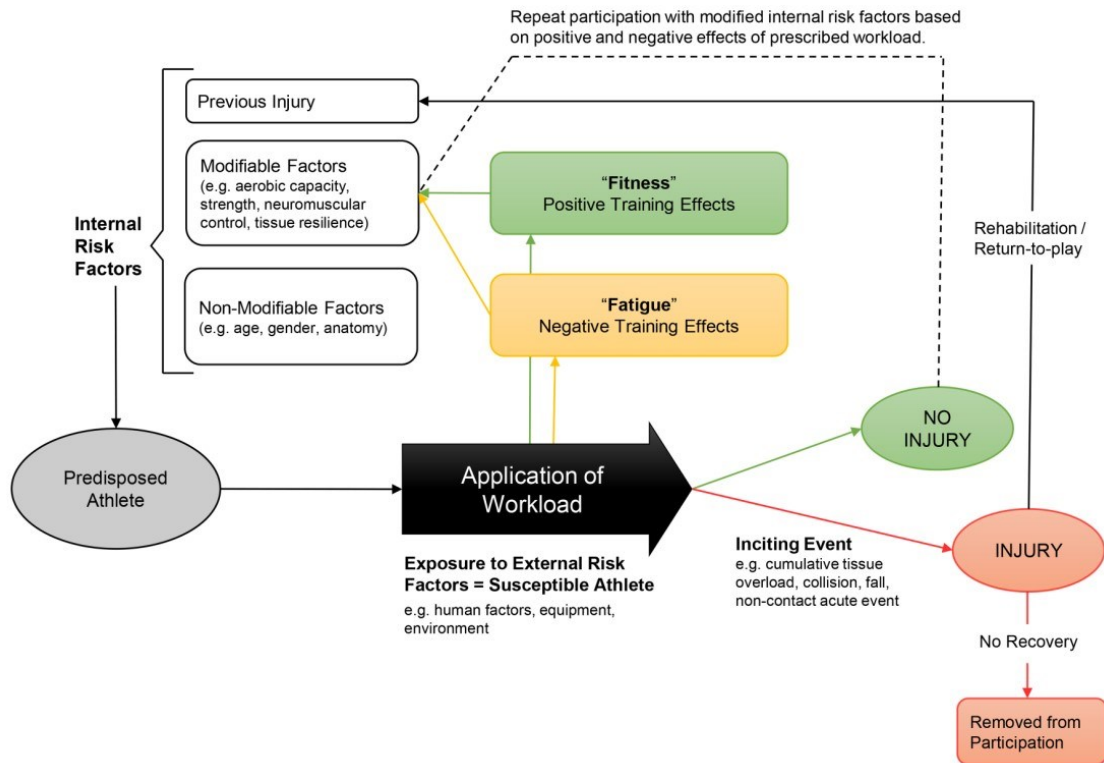 Repeat participation with modified internal risk factors based
on positive and negative effects of prescribed workload.
Previous Injury
Modifiable Factors
(e.g. aerobic capacity,
strength, neuromuscular
control, tissue resilience)
"Fitness"
Positive Training Effects
Internal
Risk
Factors
Rehabilitation /
Return-to-play
Non-Modifiable Factors
(e.g. age, gender, anatomy)
"Fatigue"
Negative Training Effects
NO
INJURY
Predisposed
Athlete
Application of
Workload
Exposure to External Risk
Factors = Susceptible Athlete
e.g. human factors, equipment,
environment
Inciting Event
e.g. cumulative tissue
overload, collision, fall,
non-contact acute event
INJURY
No Recovery
Removed from
Participation